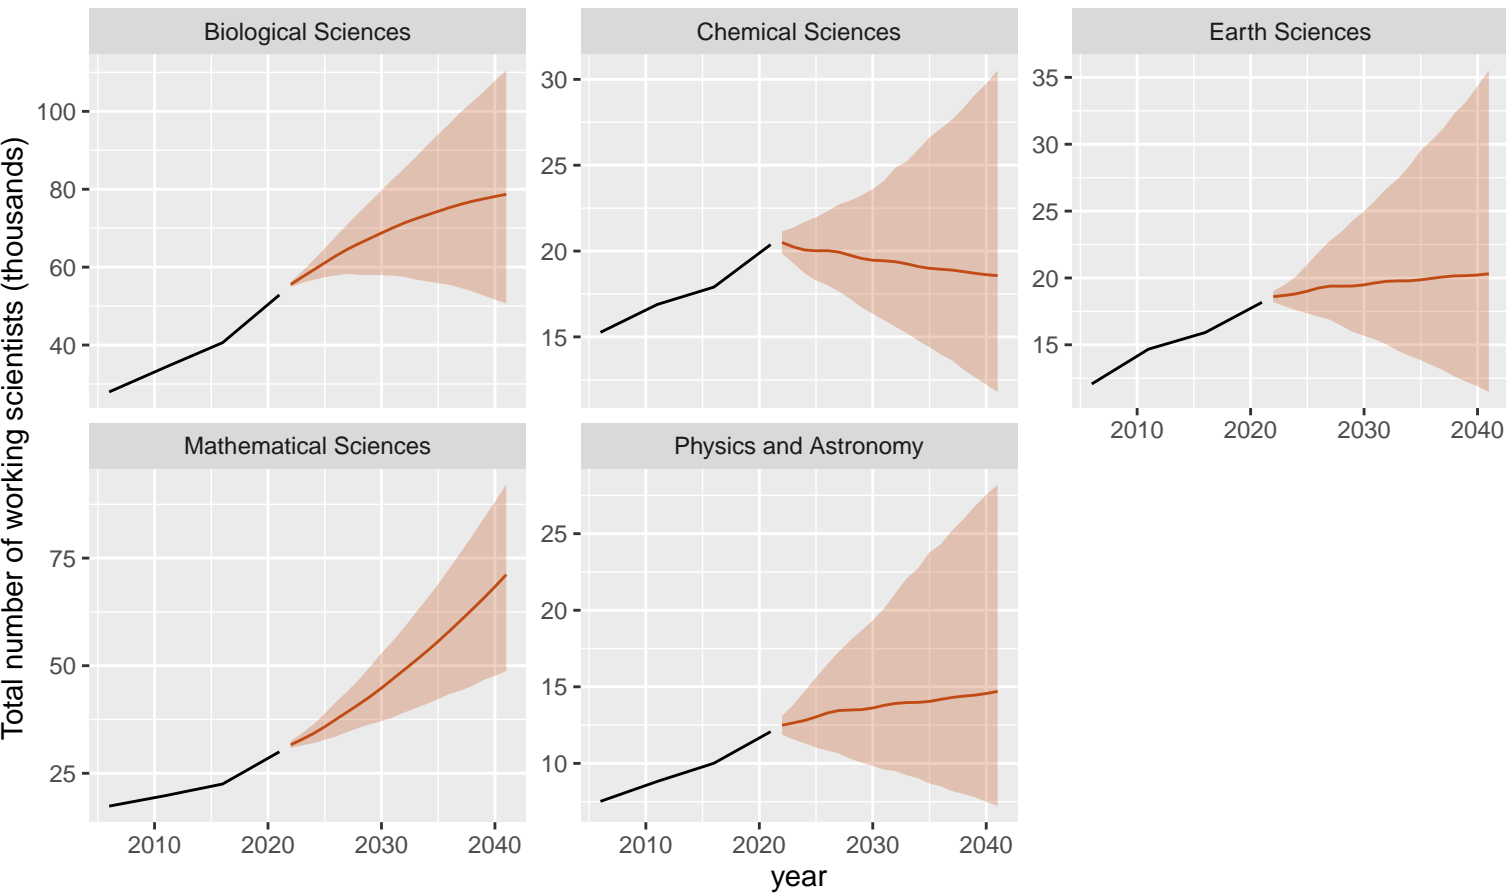 Total number of working scientists (thousands)
Biological Sciences
100
80
60
40
Chemical Sciences
30
25
20
15
Earth Sciences
35
30
25
20
15
2010 2020 2030 2040
Mathematical Sciences
75
50
25
2010 2020 2030 2040
Physics and Astronomy
25
20
15
10
2010 2020 2030 2040
year